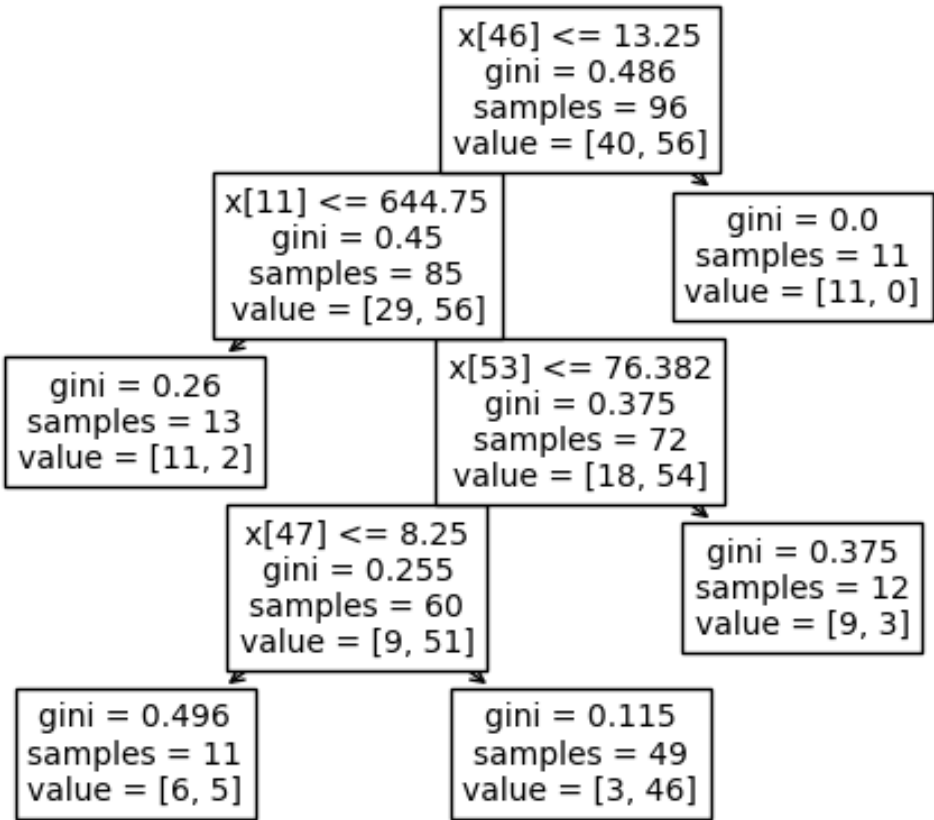 x[46] <= 13.25
gini = 0.486
samples = 96
value = [40, 56]
x[11] <= 644.75
gini = 0.45
samples = 85
value = [29, 56]
gini = 0.0
samples = 11
value = [11, 0]
gini = 0.26
samples = 13
value = [11, 2]
x[53] <= 76.382
gini = 0.375
samples = 72
value = [18, 54]
x[47] <= 8.25
gini = 0.255
samples = 60
value = [9, 51]
gini = 0.375
samples = 12
value = [9, 3]
gini = 0.496
samples = 11
value = [6, 5]
gini = 0.115
samples = 49
value = [3, 46]